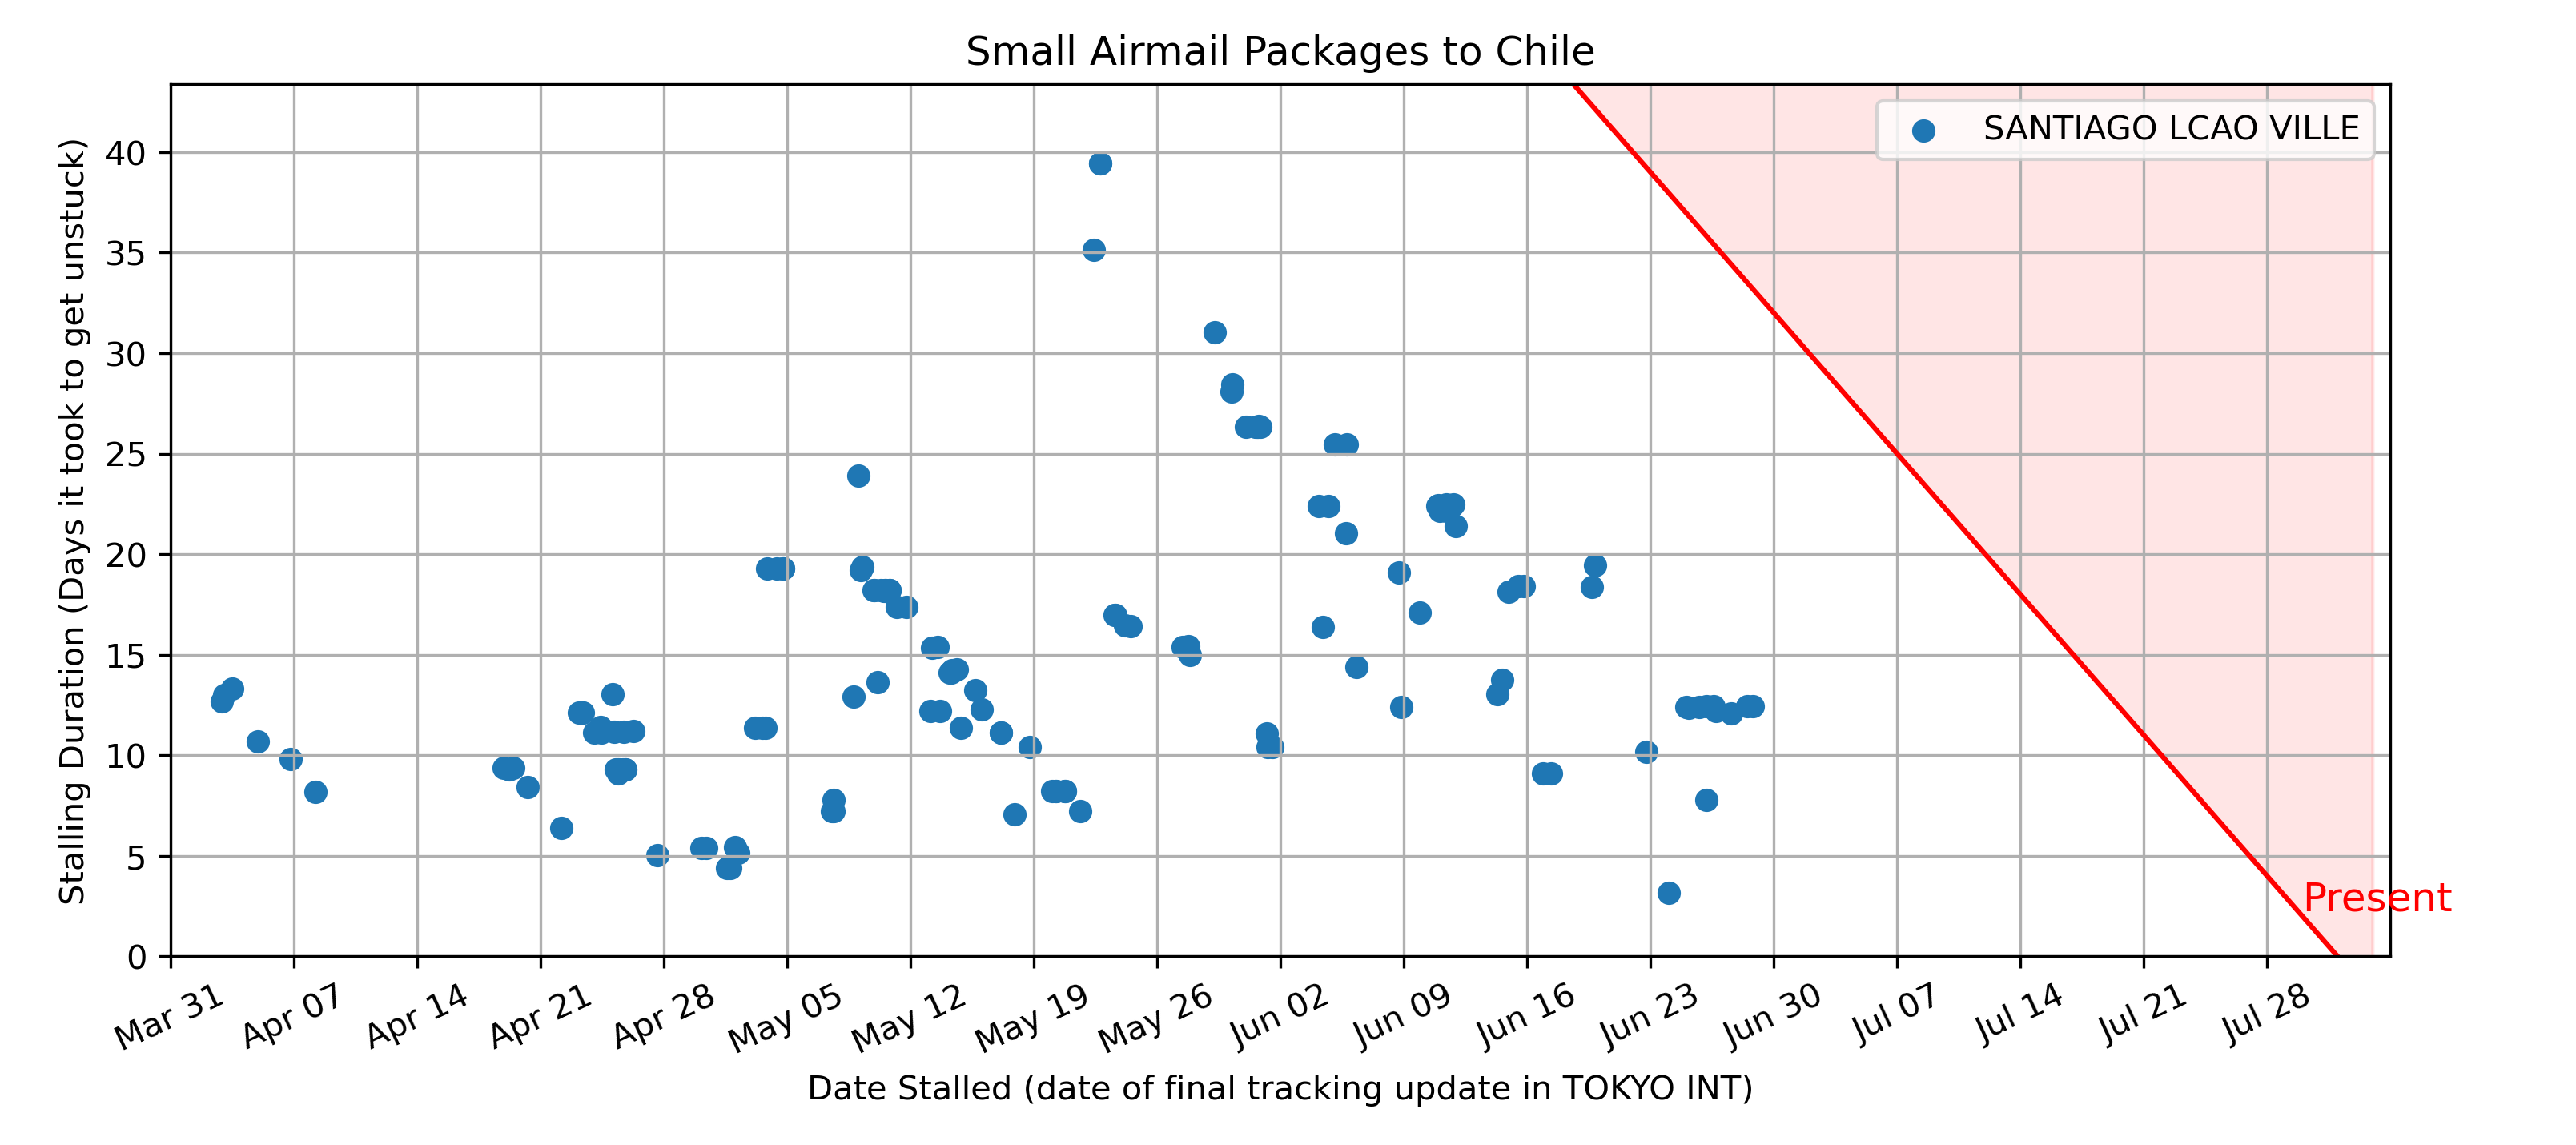 Small Airmail Packages to Chile
SANTIAGO LCAO VILLE
Stalling Duration (Days it took to get unstuck)
40
35
30
25
20
15
10
5
0
Present
Mar 31
Apr 07
Apr 14
Apr 21
Apr 28
May 05
May 12
May 19
May 26
Jun 02
Jun 09
Jun 16
Jun 23
Jun 30
Jul 07
Jul 14
Jul 21
Jul 28
Date Stalled (date of final tracking update in TOKYO INT)